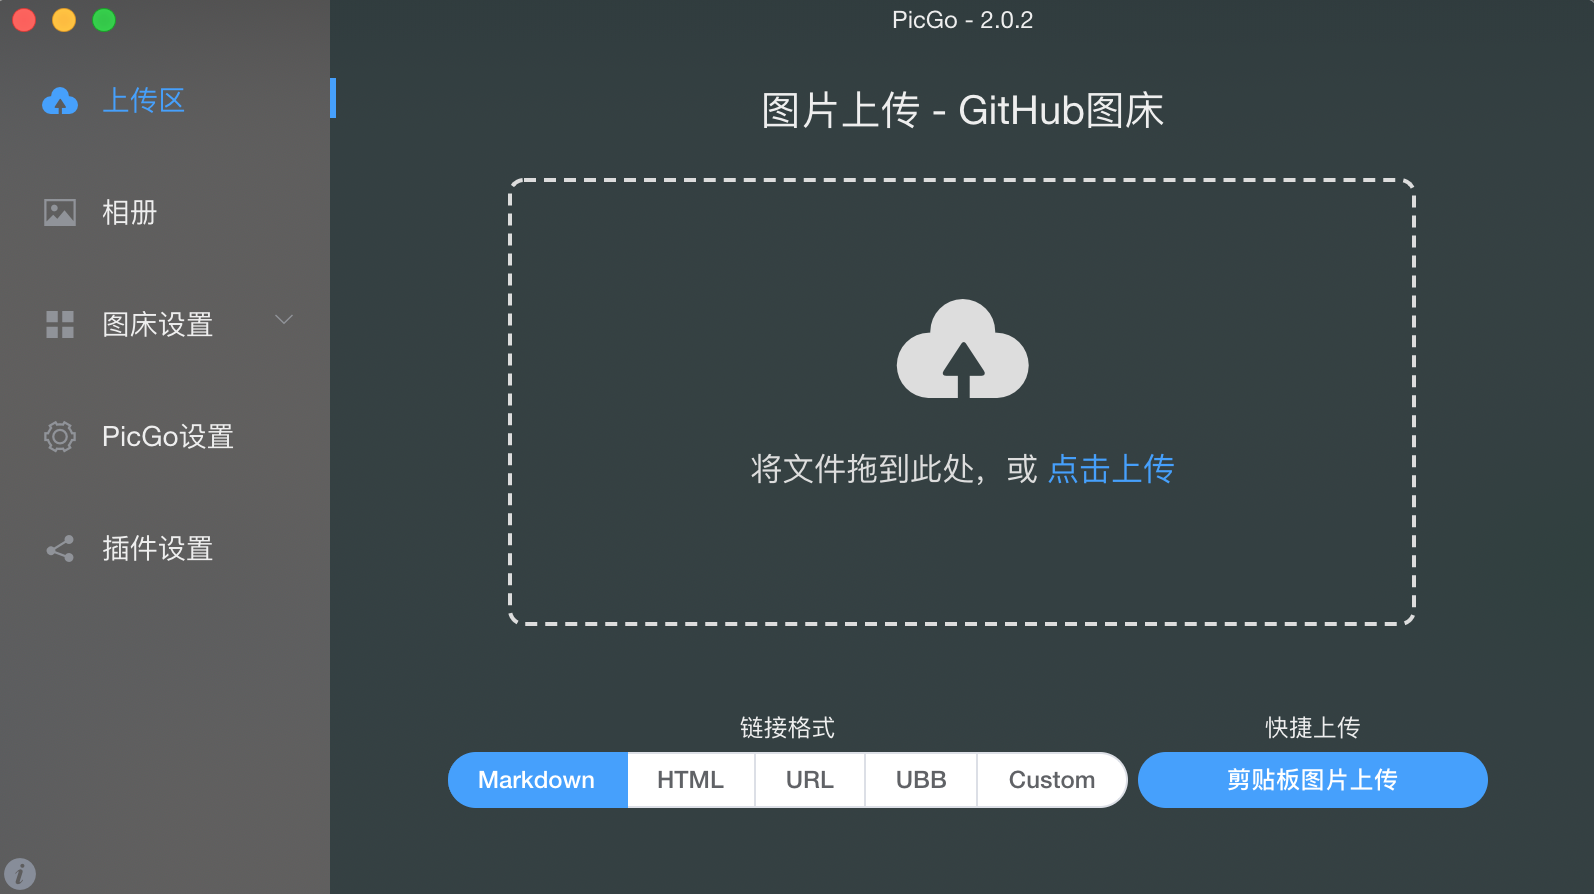 PicGo - 2.0.2
上传区
相册
图床设置
PicGo设置
插件设置
图片上传 - GitHub图床
将文件拖到此处，或 点击上传
链接格式
Markdown HTML URL UBB Custom
快捷上传
剪贴板图片上传